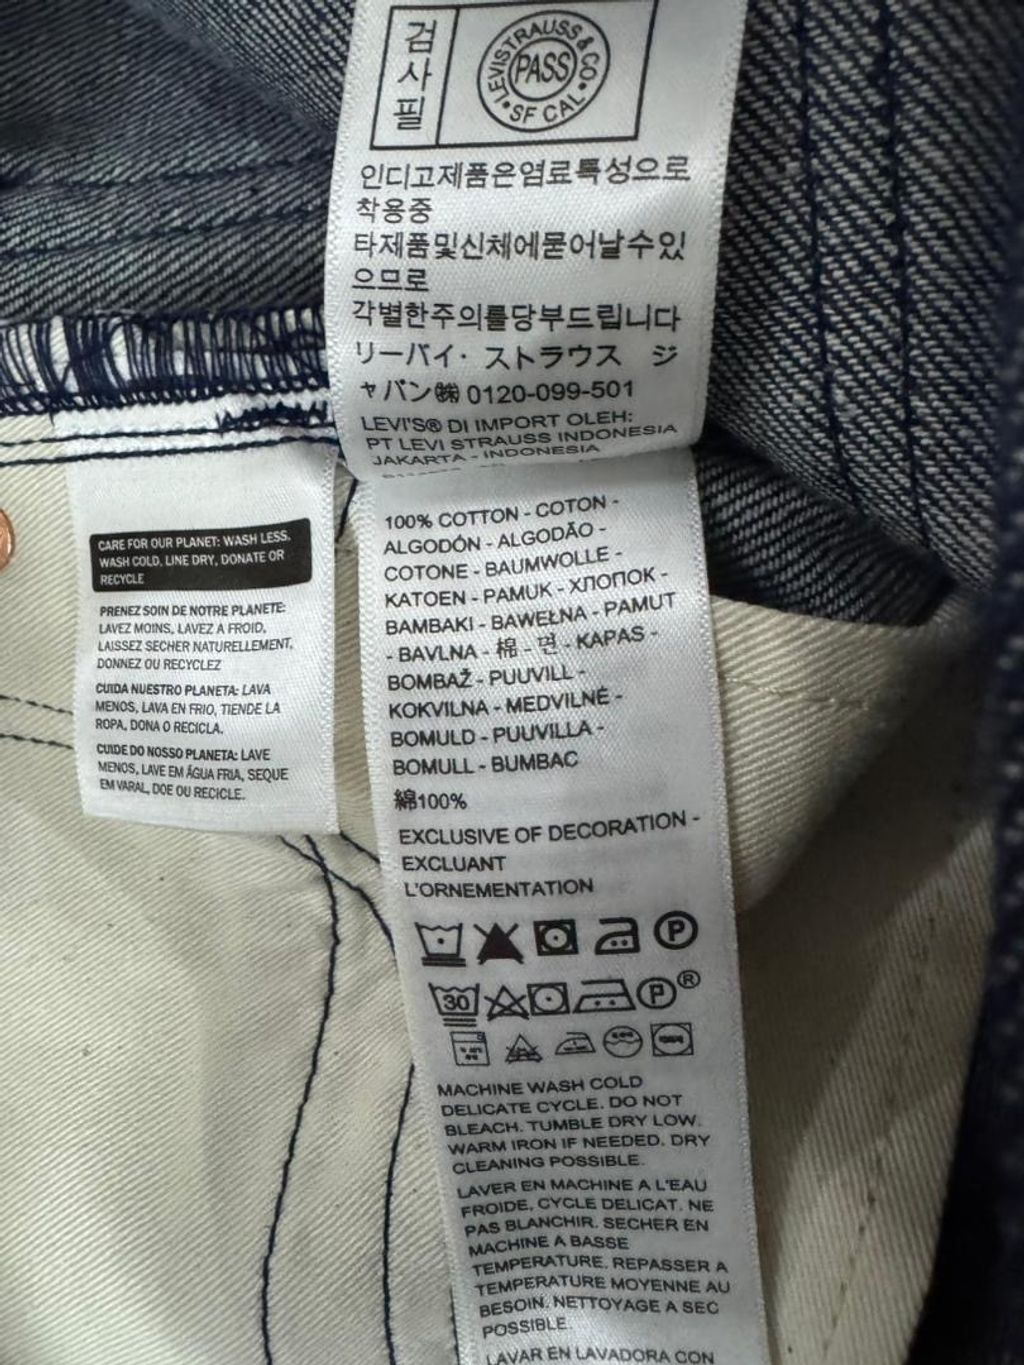 검사필
LEVI STRAUSS & CO.
PASS
SF CAL
인디고제품은염료특성으로
착용중
타제품및신체에묻어날수있
으므로
각별한주의를당부드립니다
リーバイ・ストラウス ジ
ャパン㈱ 0120-099-501
LEVI'S® DI IMPORT OLEH:
PT LEVI STRAUSS INDONESIA
JAKARTA - INDONESIA
CARE FOR OUR PLANET: WASH LESS,
WASH COLD, LINE DRY, DONATE OR
RECYCLE
PRENEZ SOIN DE NOTRE PLANETE:
LAVEZ MOINS, LAVEZ A FROID,
LAISSEZ SECHER NATURELLEMENT,
DONNEZ OU RECYCLEZ
CUIDA NUESTRO PLANETA: LAVA
MENOS, LAVA EN FRIO, TIENDE LA
ROPA, DONA O RECICLA.
CUIDE DO NOSSO PLANETA: LAVE
MENOS, LAVE EM ÁGUA FRIA, SEQUE
EM VARAL, DOE OU RECICLE.
100% COTTON - COTON -
ALGODÓN - ALGODÃO -
COTONE - BAUMWOLLE -
KATOEN - PAMUK - ХЛОПОК -
BAMBAKI - BAWEŁNA - PAMUT
- BAVLNA - 棉 - 면 - KAPAS -
BOMBAŽ - PUUVILL -
KOKVILNA - MEDVILNĖ -
BOMULD - PUUVILLA -
BOMULL - BUMBAC
綿100%
EXCLUSIVE OF DECORATION -
EXCLUANT
L'ORNEMENTATION
P
30 P ®
MACHINE WASH COLD
DELICATE CYCLE. DO NOT
BLEACH. TUMBLE DRY LOW.
WARM IRON IF NEEDED. DRY
CLEANING POSSIBLE.
LAVER EN MACHINE A L'EAU
FROIDE, CYCLE DELICAT. NE
PAS BLANCHIR. SECHER EN
MACHINE A BASSE
TEMPERATURE. REPASSER A
TEMPERATURE MOYENNE AU
BESOIN. NETTOYAGE A SEC
POSSIBLE.
LAVAR EN LAVADORA CON